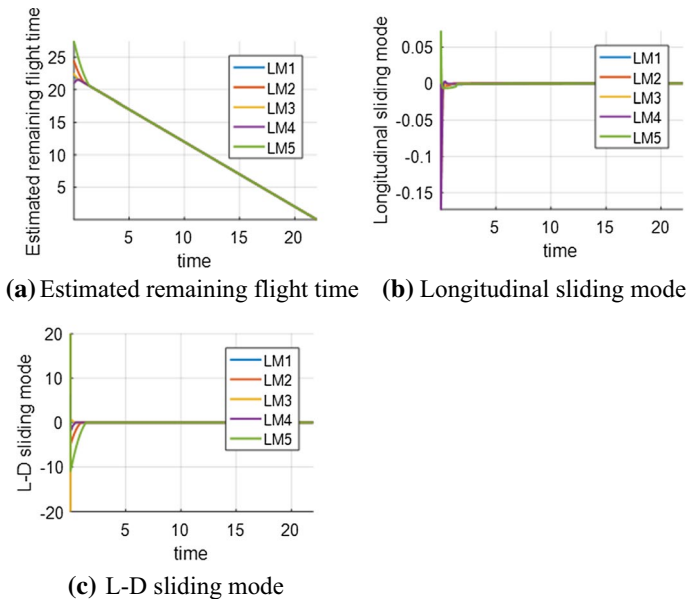 Estimated remaining flight time
25
20
15
10
5
5
10
15
20
time
LM1
LM2
LM3
LM4
LM5
Longitudinal sliding mode
0.05
0
-0.05
-0.1
-0.15
5
10
15
20
time
LM1
LM2
LM3
LM4
LM5
(a) Estimated remaining flight time
(b) Longitudinal sliding mode
L-D sliding mode
20
10
0
-10
-20
5
10
15
20
time
LM1
LM2
LM3
LM4
LM5
(c) L-D sliding mode